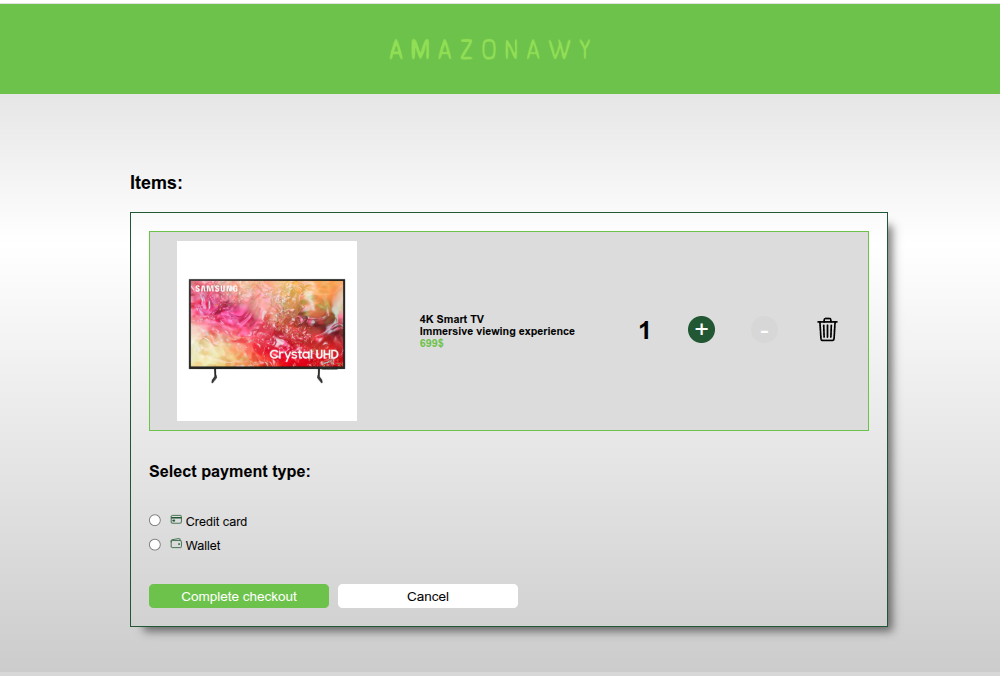 AMAZONAWY
Items:
SAMSUNG
Crystal UHD
4K Smart TV
Immersive viewing experience
699$
1
+
-
Select payment type:
Credit card
Wallet
Complete checkout
Cancel